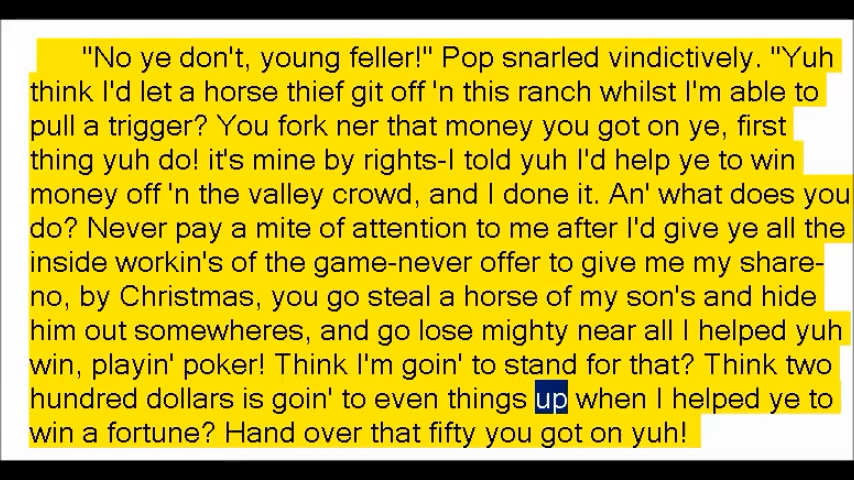 "No ye don't, young feller!" Pop snarled vindictively. "Yuh
think I'd let a horse thief git off 'n this ranch whilst I'm able to
pull a trigger? You fork ner that money you got on ye, first
thing yuh do! it's mine by rights-I told yuh I'd help ye to win
money off 'n the valley crowd, and I done it. An' what does you
do? Never pay a mite of attention to me after I'd give ye all the
inside workin's of the game-never offer to give me my share-
no, by Christmas, you go steal a horse of my son's and hide
him out somewheres, and go lose mighty near all I helped yuh
win, playin' poker! Think I'm goin' to stand for that? Think two
hundred dollars is goin' to even things up when I helped ye to
win a fortune? Hand over that fifty you got on yuh!